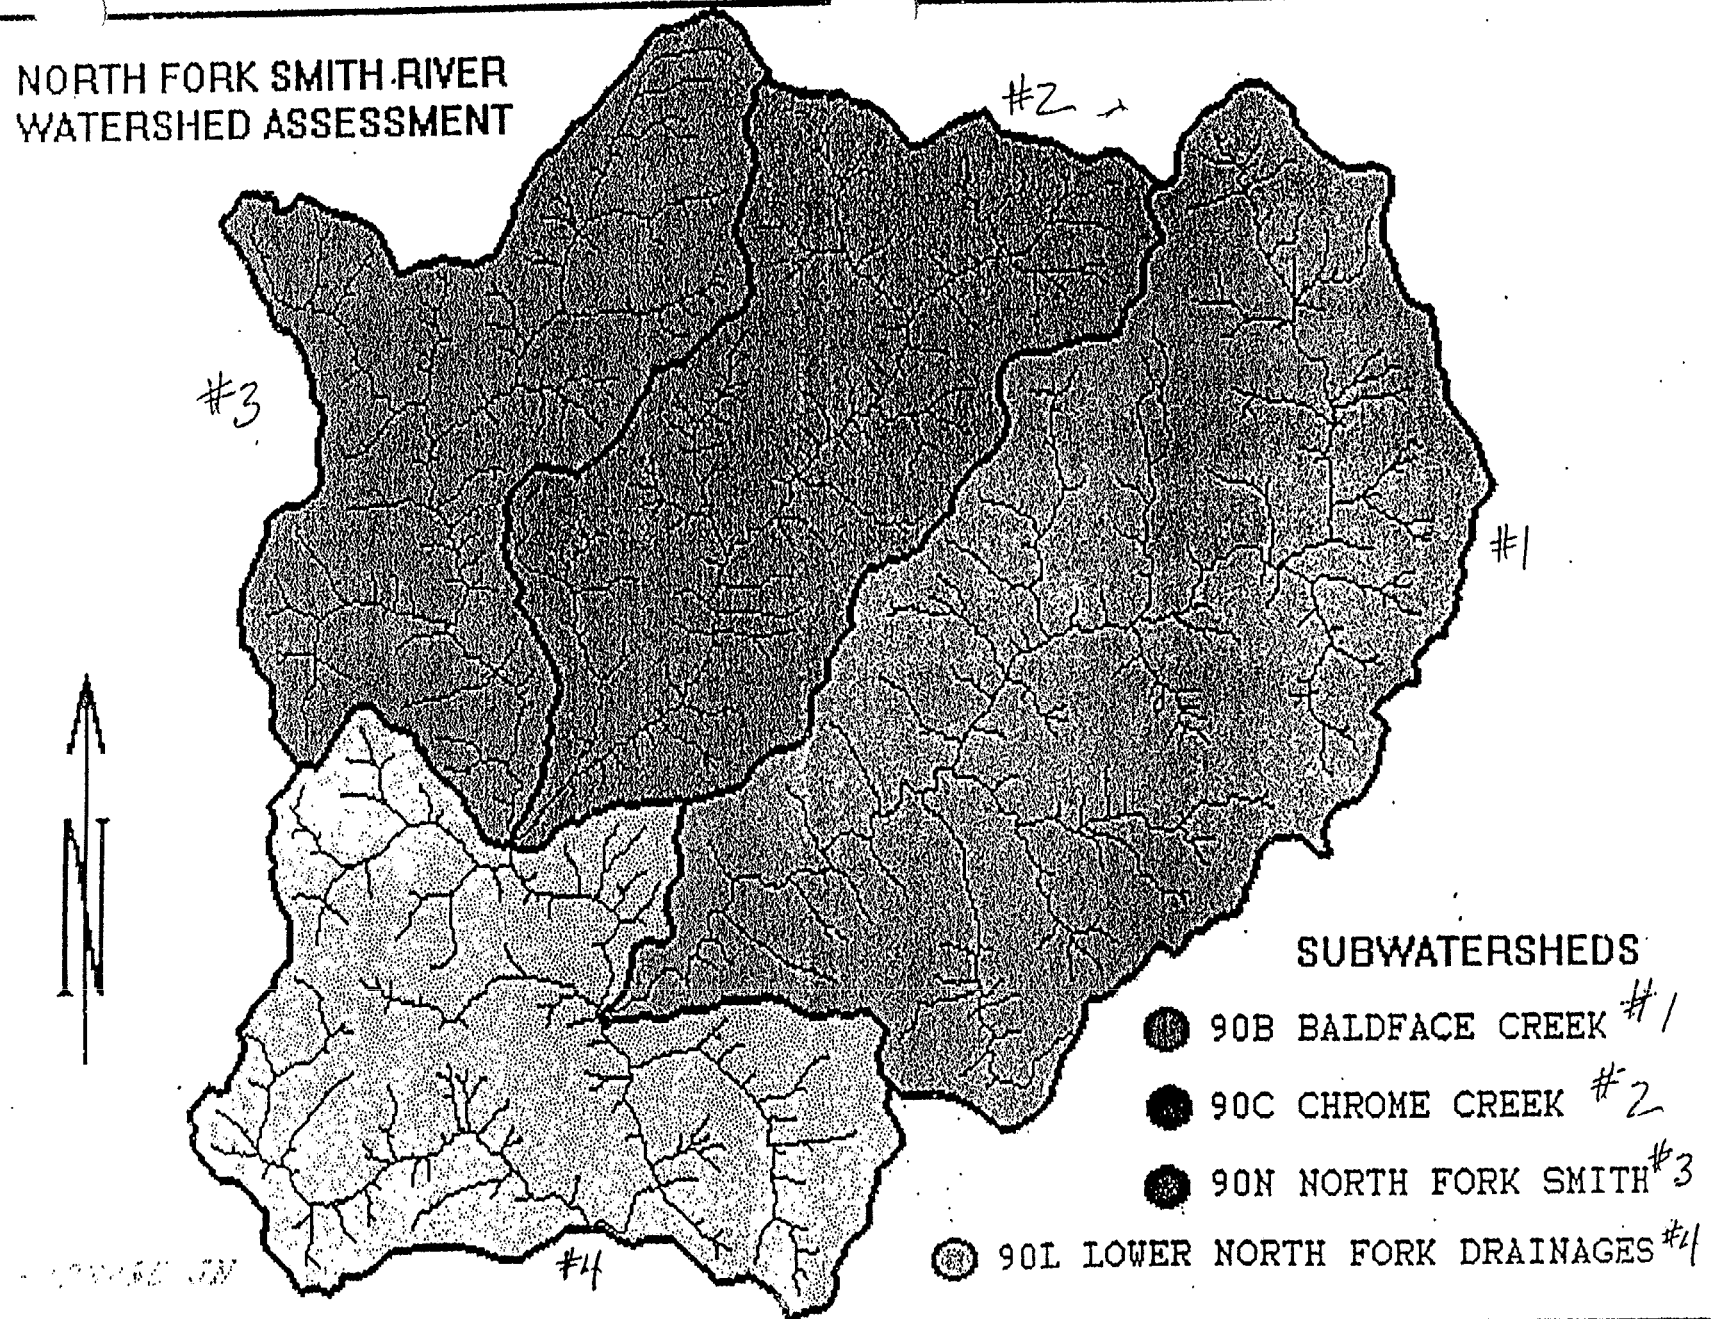 NORTH FORK SMITH RIVER
WATERSHED ASSESSMENT
#2
#3
#1
N
SUBWATERSHEDS
90B BALDFACE CREEK #1
90C CHROME CREEK #2
90N NORTH FORK SMITH #3
90L LOWER NORTH FORK DRAINAGES #4
#4